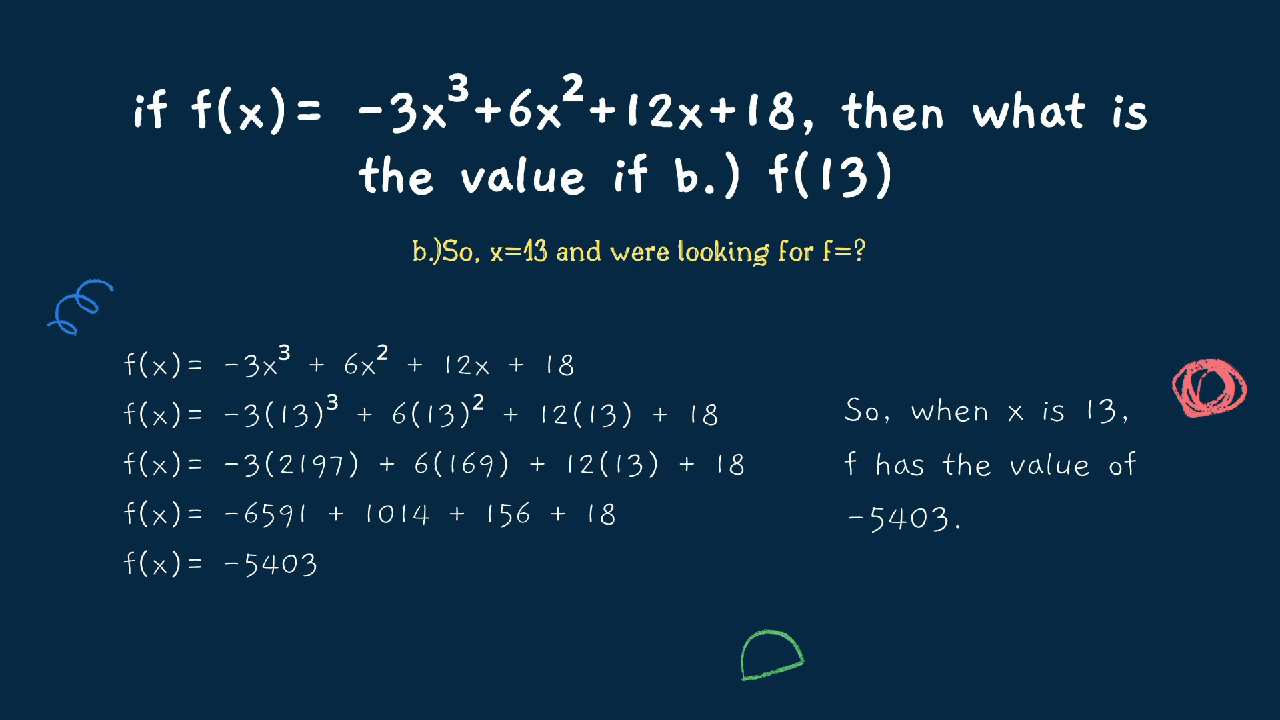 if f(x)= -3x³+6x²+12x+18, then what is
the value if b.) f(13)
b.)So, x=13 and were looking for f=?
f(x)= -3x³ + 6x² + 12x + 18
f(x)= -3(13)³ + 6(13)² + 12(13) + 18
f(x)= -3(2197) + 6(169) + 12(13) + 18
f(x)= -6591 + 1014 + 156 + 18
f(x)= -5403
So, when x is 13,
f has the value of
-5403.